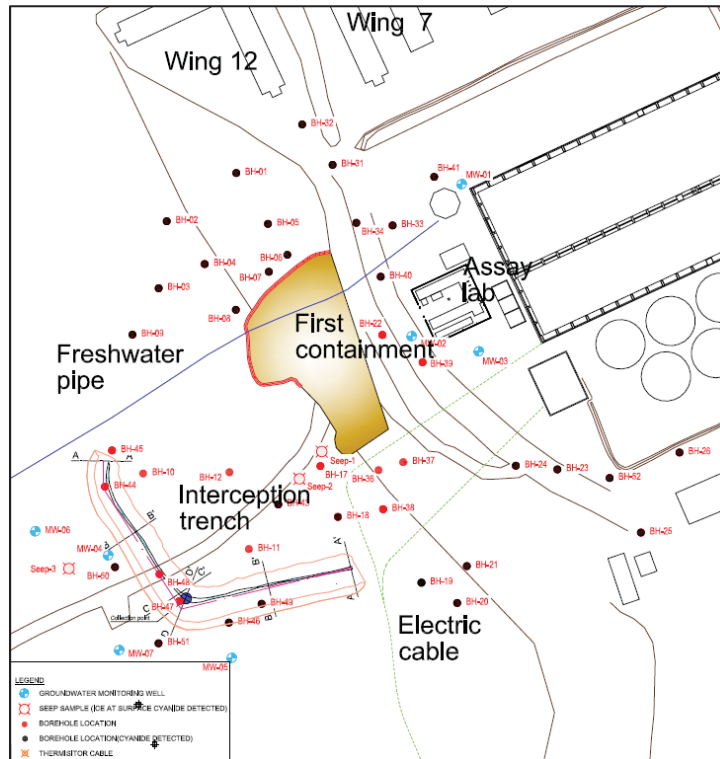 Wing 7
Wing 12
BH-32
BH-31
BH-41
MW-01
BH-01
BH-02
BH-05
BH-34
BH-33
BH-06
BH-04
BH-07
BH-40
Assay
lab
BH-03
BH-08
First
containment
BH-22
MW-02
BH-09
Freshwater
pipe
MW-03
BH-39
BH-45
A
Seep-1
BH-26
BH-37
BH-10
BH-12
BH-17
BH-36
BH-24
BH-23
BH-52
BH-44
Seep-2
Interception
trench
BH-18
BH-38
B'
MW-06
BH-25
BH-11
A'
MW-04
Seep-3
BH-48
B'
BH-21
BH-19
A
BH-47
C
BH-49
BH-20
Collection point
B
BH-46
Electric
cable
BH-51
MW-07
MW-05
LEGEND
GROUNDWATER MONITORING WELL
SEEP SAMPLE (ICE AT SURFACE CYANIDE DETECTED)
BOREHOLE LOCATION
BOREHOLE LOCATION(CYANIDE DETECTED)
THERMISITOR CABLE